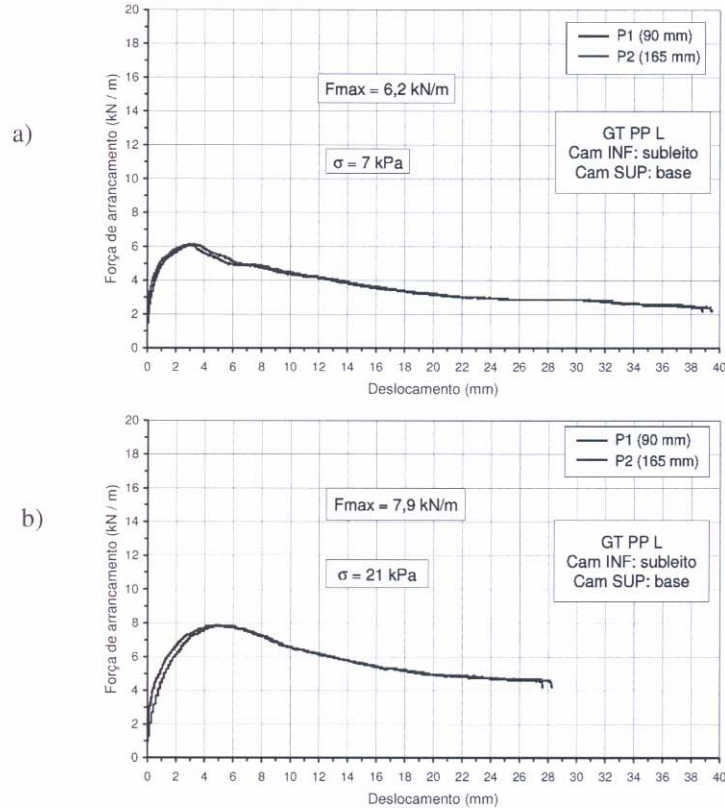 a)
Força de arrancamento (kN / m)
20
18
16
14
12
10
8
6
4
2
0
P1 (90 mm)
P2 (165 mm)
Fmax = 6,2 kN/m
σ = 7 kPa
GT PP L
Cam INF: subleito
Cam SUP: base
0 2 4 6 8 10 12 14 16 18 20 22 24 26 28 30 32 34 36 38 40
Deslocamento (mm)
b)
Força de arrancamento (kN / m)
20
18
16
14
12
10
8
6
4
2
0
P1 (90 mm)
P2 (165 mm)
Fmax = 7,9 kN/m
σ = 21 kPa
GT PP L
Cam INF: subleito
Cam SUP: base
0 2 4 6 8 10 12 14 16 18 20 22 24 26 28 30 32 34 36 38 40
Deslocamento (mm)